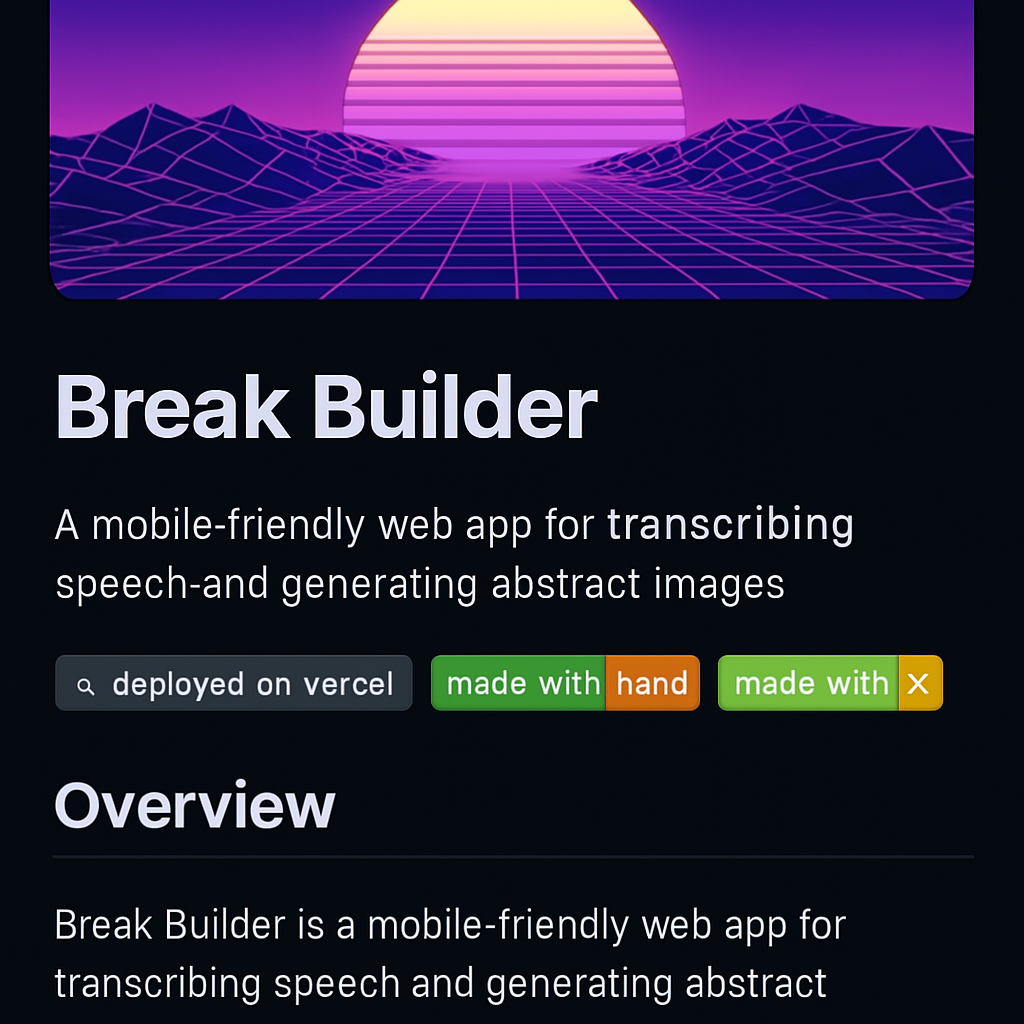 Break Builder
A mobile-friendly web app for transcribing
speech-and generating abstract images
deployed on vercel made with hand made with X
Overview
Break Builder is a mobile-friendly web app for
transcribing speech and generating abstract